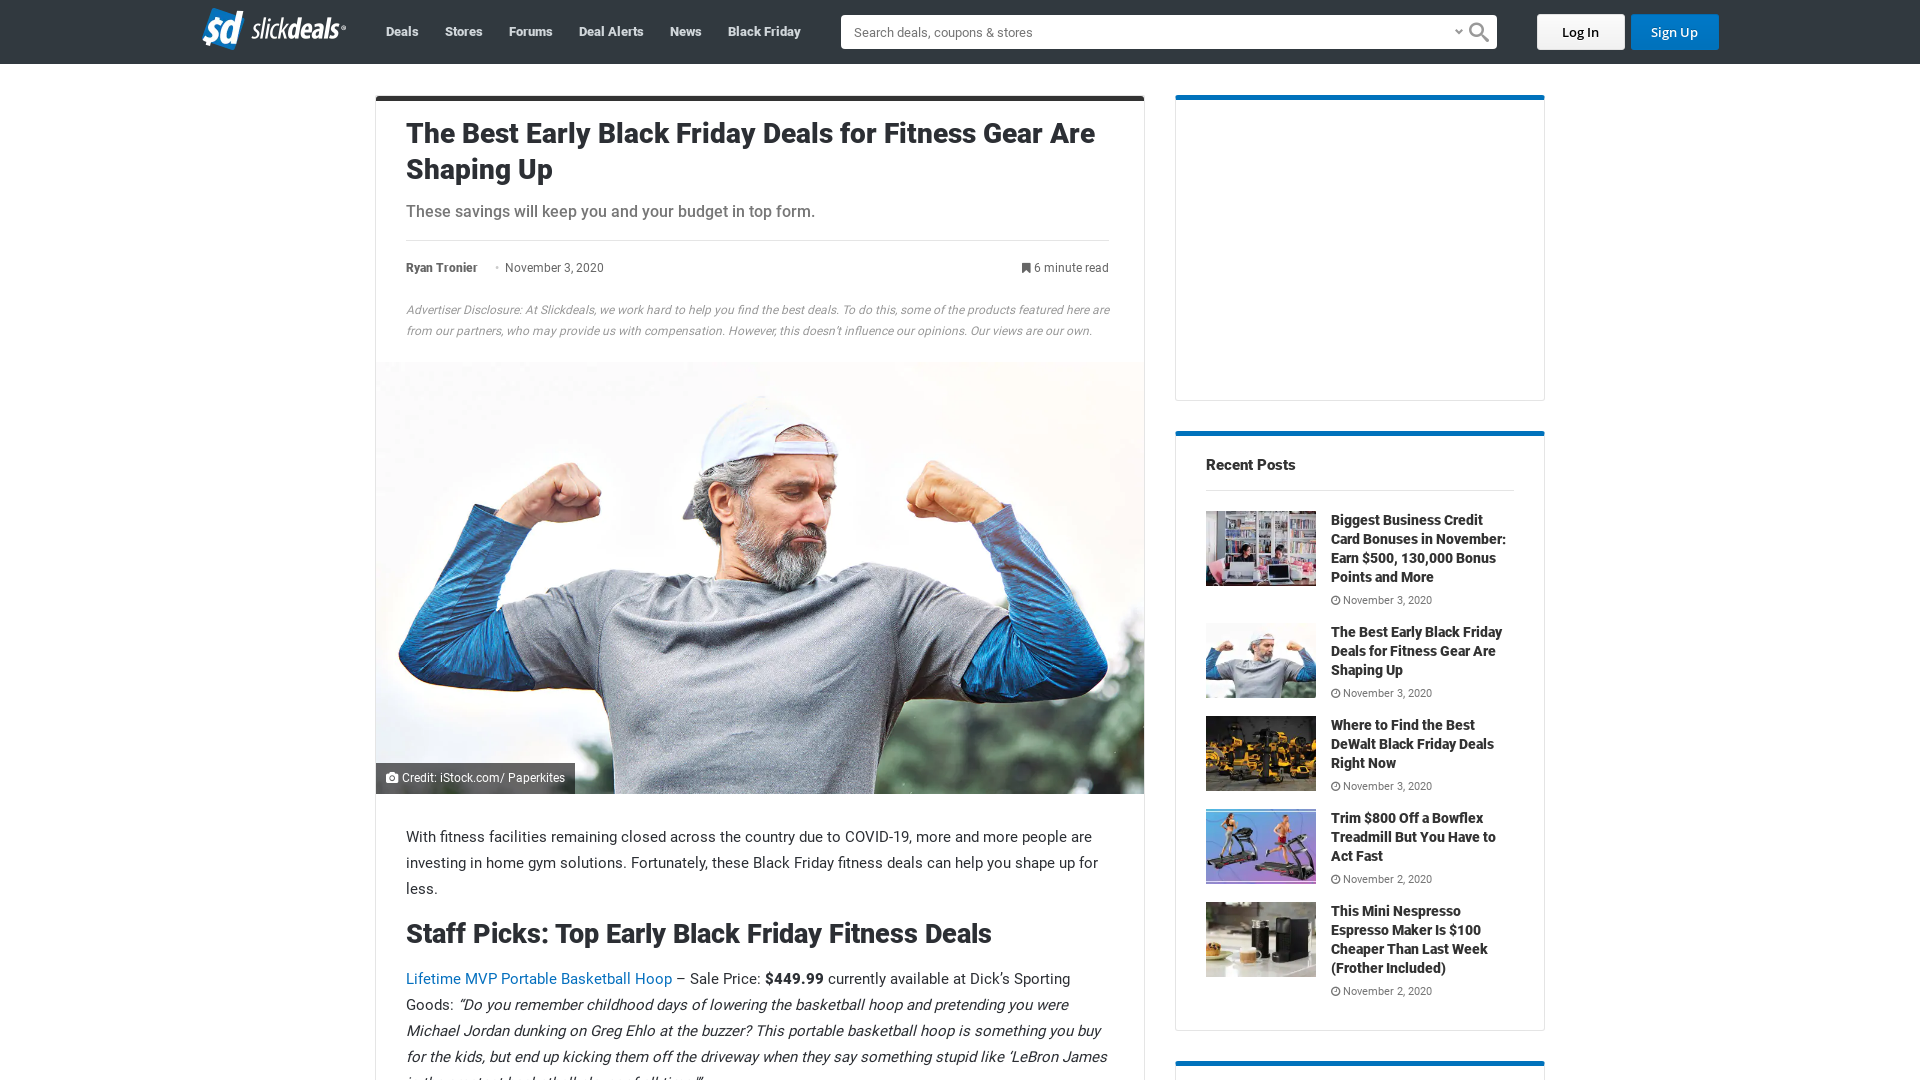 sd slickdeals
Deals
Stores
Forums
Deal Alerts
News
Black Friday
Search deals, coupons & stores
Log In
Sign Up
The Best Early Black Friday Deals for Fitness Gear Are
Shaping Up
These savings will keep you and your budget in top form.
Ryan Tronier • November 3, 2020
6 minute read
Advertiser Disclosure: At Slickdeals, we work hard to help you find the best deals. To do this, some of the products featured here are
from our partners, who may provide us with compensation. However, this doesn't influence our opinions. Our views are our own.
Credit: iStock.com/ Paperkites
With fitness facilities remaining closed across the country due to COVID-19, more and more people are
investing in home gym solutions. Fortunately, these Black Friday fitness deals can help you shape up for
less.
Staff Picks: Top Early Black Friday Fitness Deals
Lifetime MVP Portable Basketball Hoop – Sale Price: $449.99 currently available at Dick's Sporting
Goods: “Do you remember childhood days of lowering the basketball hoop and pretending you were
Michael Jordan dunking on Greg Ehlo at the buzzer? This portable basketball hoop is something you buy
for the kids, but end up kicking them off the driveway when they say something stupid like ‘LeBron James
Recent Posts
Biggest Business Credit
Card Bonuses in November:
Earn $500, 130,000 Bonus
Points and More
November 3, 2020
The Best Early Black Friday
Deals for Fitness Gear Are
Shaping Up
November 3, 2020
Where to Find the Best
DeWalt Black Friday Deals
Right Now
November 3, 2020
Trim $800 Off a Bowflex
Treadmill But You Have to
Act Fast
November 2, 2020
This Mini Nespresso
Espresso Maker Is $100
Cheaper Than Last Week
(Frother Included)
November 2, 2020